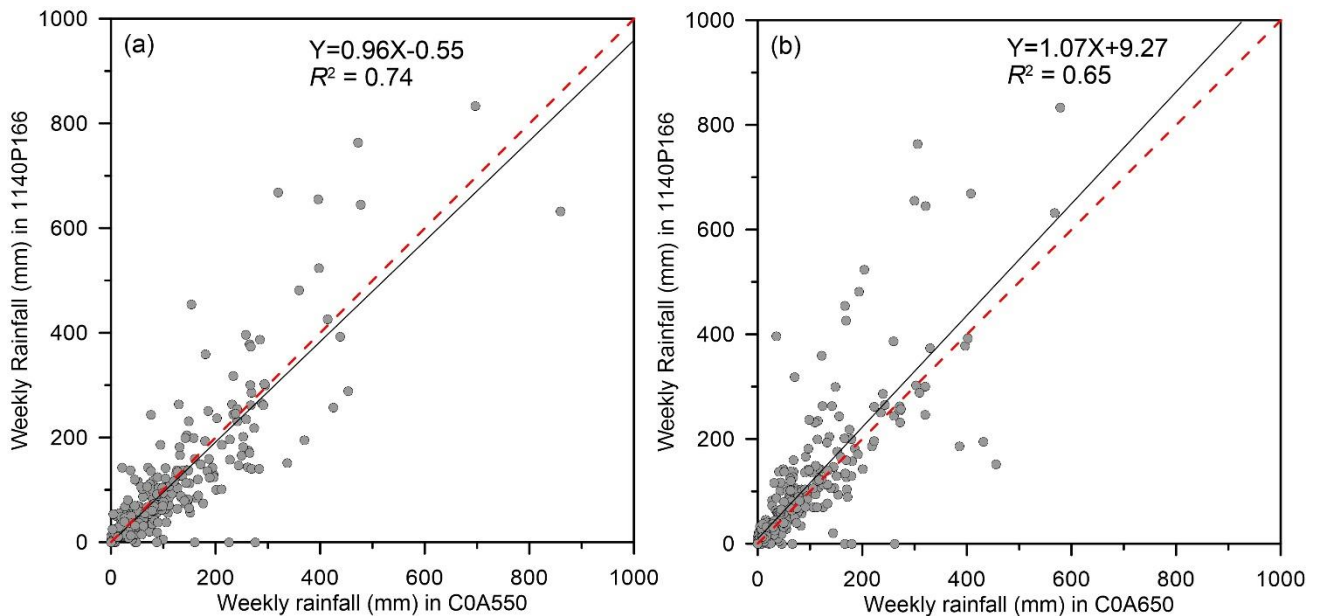 (a)
Y=0.96X-0.55
R² = 0.74
Weekly Rainfall (mm) in 1140P166
1000
800
600
400
200
0
0 200 400 600 800 1000
Weekly rainfall (mm) in C0A550
(b)
Y=1.07X+9.27
R² = 0.65
Weekly Rainfall (mm) in 1140P166
1000
800
600
400
200
0
0 200 400 600 800 1000
Weekly rainfall (mm) in C0A650